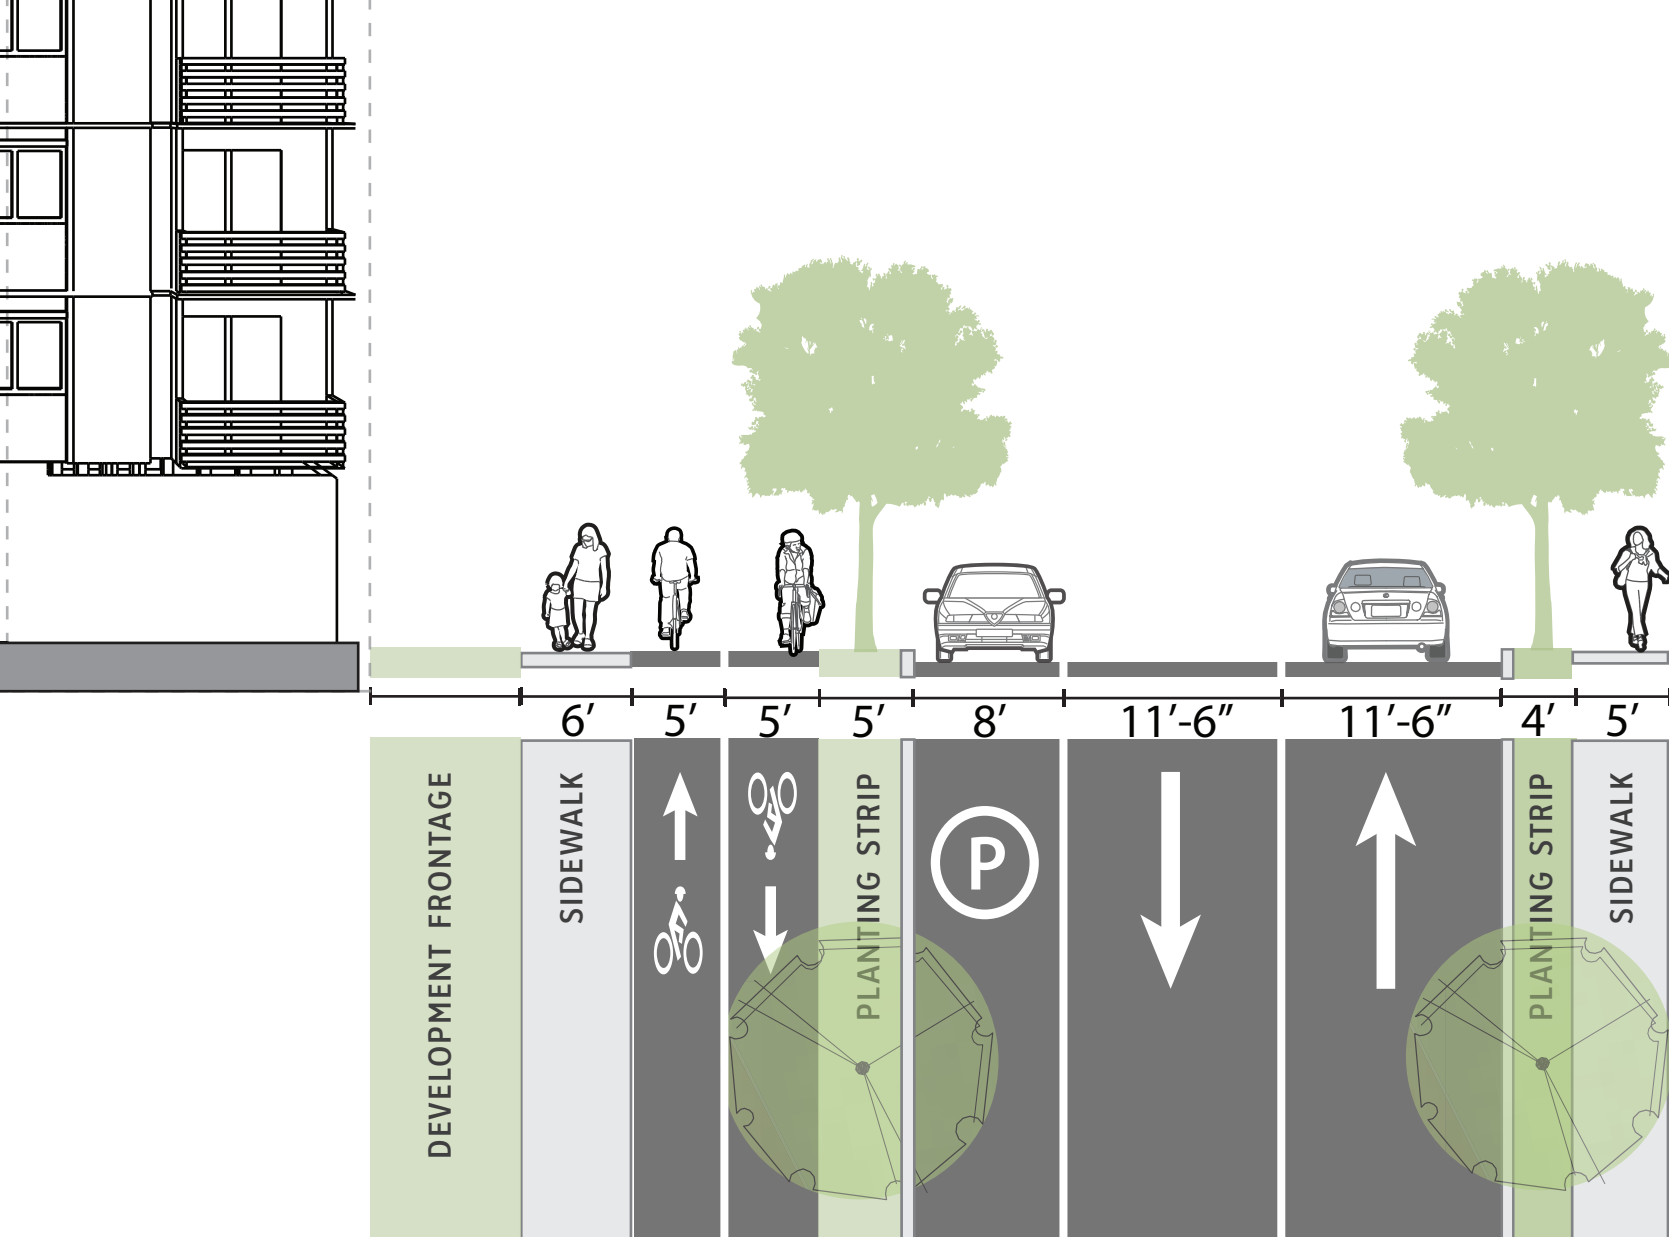 6′ 5′ 5′ 5′ 8′ 11′-6″ 11′-6″ 4′ 5′
DEVELOPMENT FRONTAGE
SIDEWALK
PLANTING STRIP
P
PLANTING STRIP
SIDEWALK